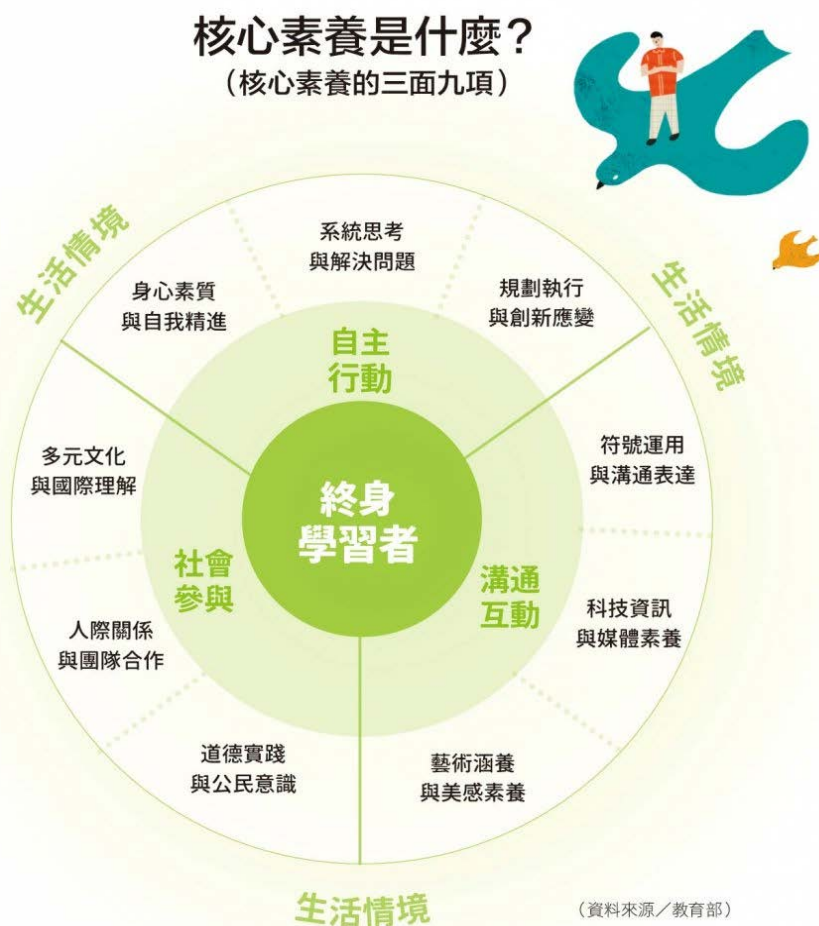 核心素養是什麼？
（核心素養的三面九項）
生活情境
生活情境
生活情境
終身
學習者
自主
行動
身心素質
與自我精進
系統思考
與解決問題
規劃執行
與創新應變
溝通
互動
符號運用
與溝通表達
科技資訊
與媒體素養
藝術涵養
與美感素養
社會
參與
道德實踐
與公民意識
人際關係
與團隊合作
多元文化
與國際理解
（資料來源／教育部）